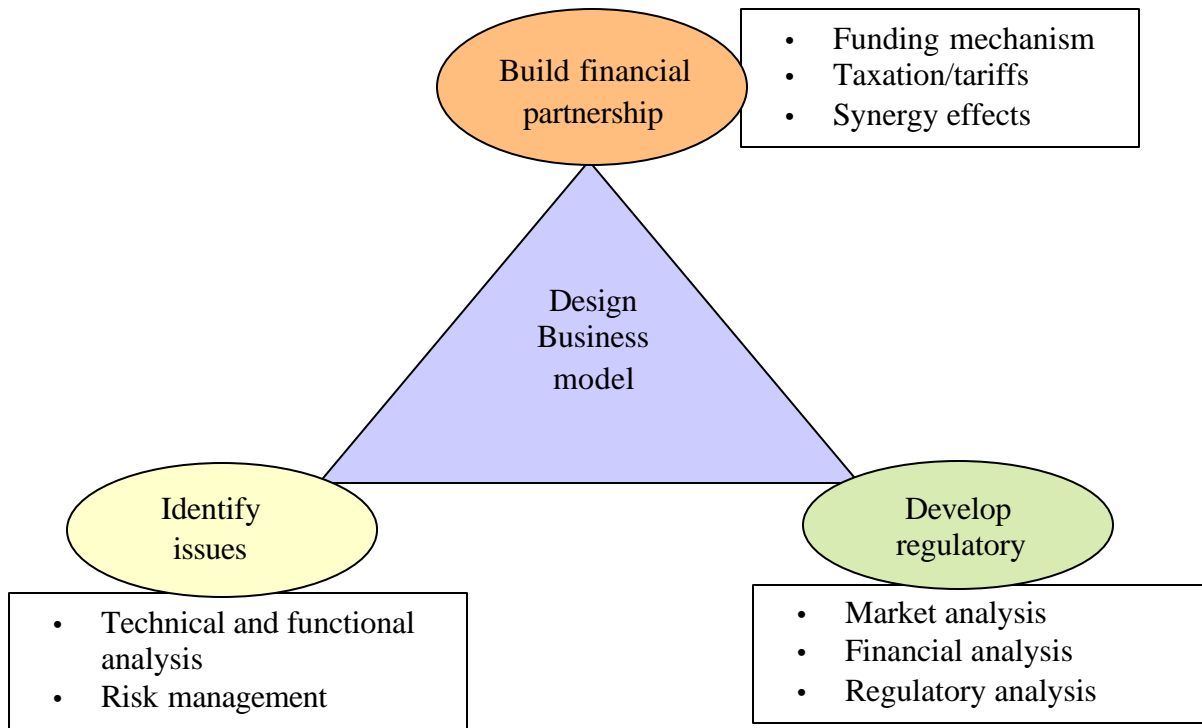 Build financial
partnership
• Funding mechanism
• Taxation/tariffs
• Synergy effects
Design
Business
model
Identify
issues
• Technical and functional
analysis
• Risk management
Develop
regulatory
• Market analysis
• Financial analysis
• Regulatory analysis